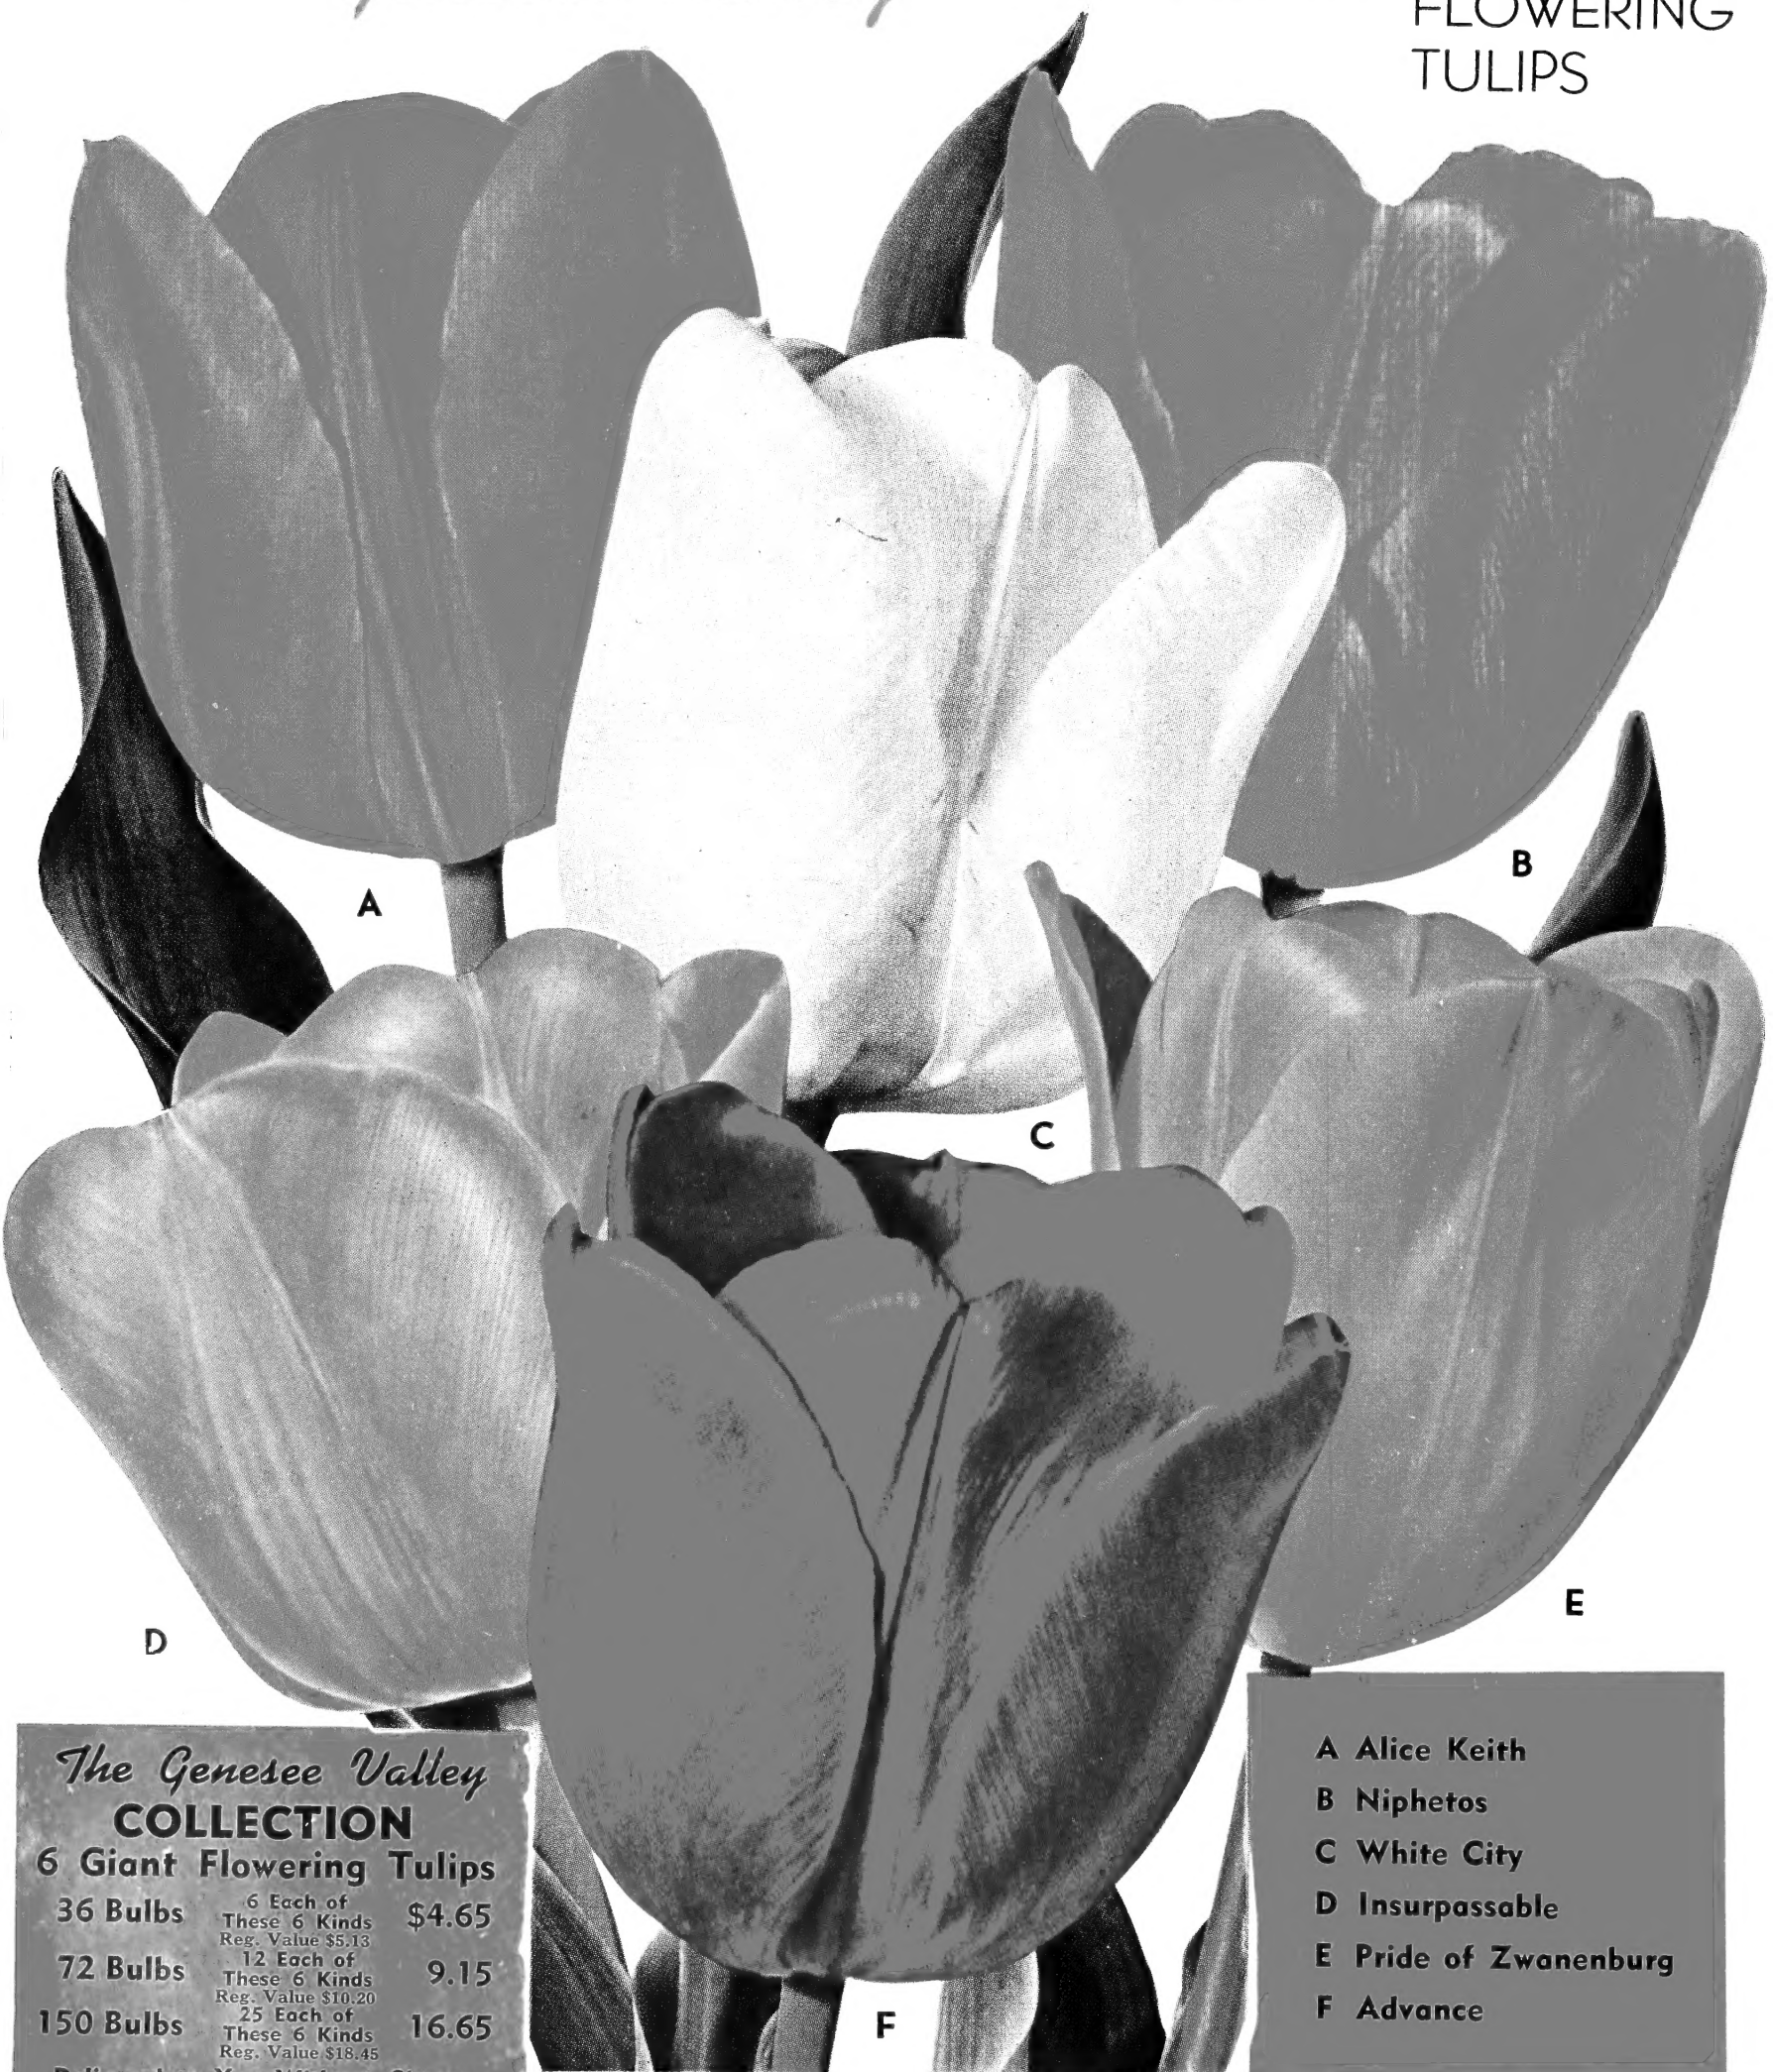 FLOWERING
TULIPS
A
B
C
D
E
F
The Genesee Valley
COLLECTION
6 Giant Flowering Tulips
36 Bulbs 6 Each of These 6 Kinds $4.65
Reg. Value $5.13
72 Bulbs 12 Each of These 6 Kinds 9.15
Reg. Value $10.20
150 Bulbs 25 Each of These 6 Kinds 16.65
Reg. Value $18.45
A Alice Keith
B Niphetos
C White City
D Insurpassable
E Pride of Zwanenburg
F Advance